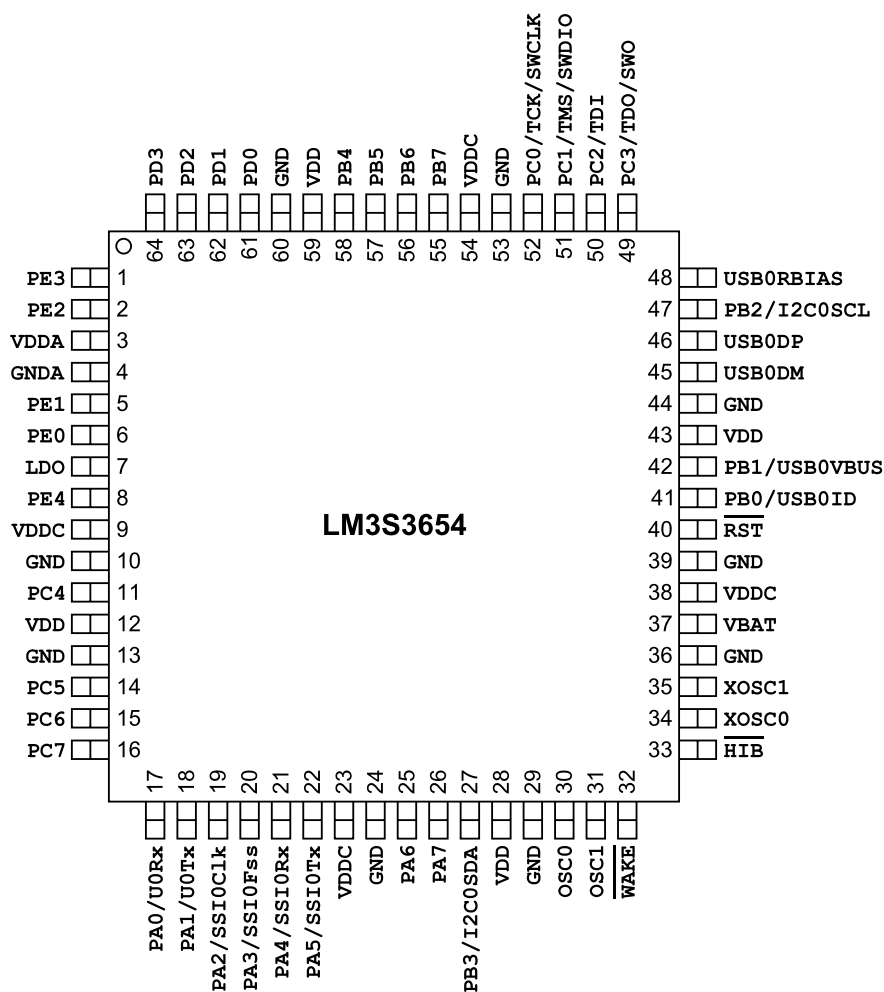 PD3
PD2
PD1
PD0
GND
VDD
PB4
PB5
PB6
PB7
VDDC
GND
PC0/TCK/SWCLK
PC1/TMS/SWDIO
PC2/TDI
PC3/TDO/SWO
64
63
62
61
60
59
58
57
56
55
54
53
52
51
50
49
PE3 1
PE2 2
VDDA 3
GNDA 4
PE1 5
PE0 6
LDO 7
PE4 8
VDDC 9
GND 10
PC4 11
VDD 12
GND 13
PC5 14
PC6 15
PC7 16
LM3S3654
48 USB0RBIAS
47 PB2/I2C0SCL
46 USB0DP
45 USB0DM
44 GND
43 VDD
42 PB1/USB0VBUS
41 PB0/USB0ID
40 RST
39 GND
38 VDDC
37 VBAT
36 GND
35 XOSC1
34 XOSC0
33 HIB
17
18
19
20
21
22
23
24
25
26
27
28
29
30
31
32
PA0/U0Rx
PA1/U0Tx
PA2/SSI0Clk
PA3/SSI0Fss
PA4/SSI0Rx
PA5/SSI0Tx
VDDC
GND
PA6
PA7
PB3/I2C0SDA
VDD
GND
OSC0
OSC1
WAKE